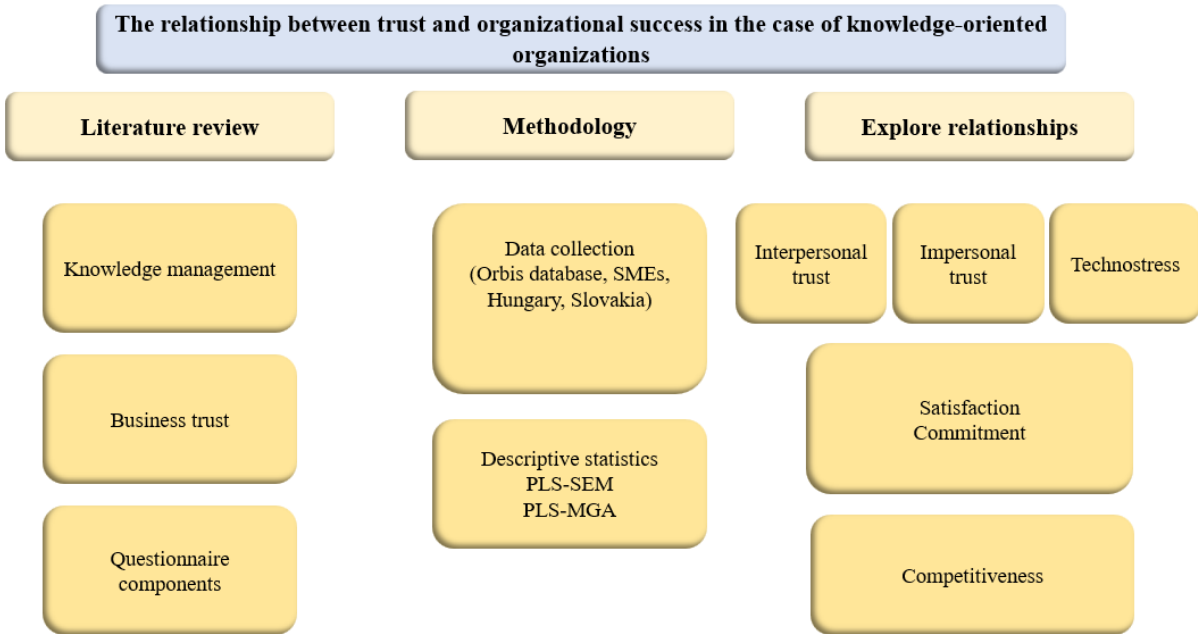 The relationship between trust and organizational success in the case of knowledge-oriented
organizations
Literature review
Methodology
Explore relationships
Knowledge management
Business trust
Questionnaire
components
Data collection
(Orbis database, SMEs,
Hungary, Slovakia)
Descriptive statistics
PLS-SEM
PLS-MGA
Interpersonal
trust
Impersonal
trust
Technostress
Satisfaction
Commitment
Competitiveness